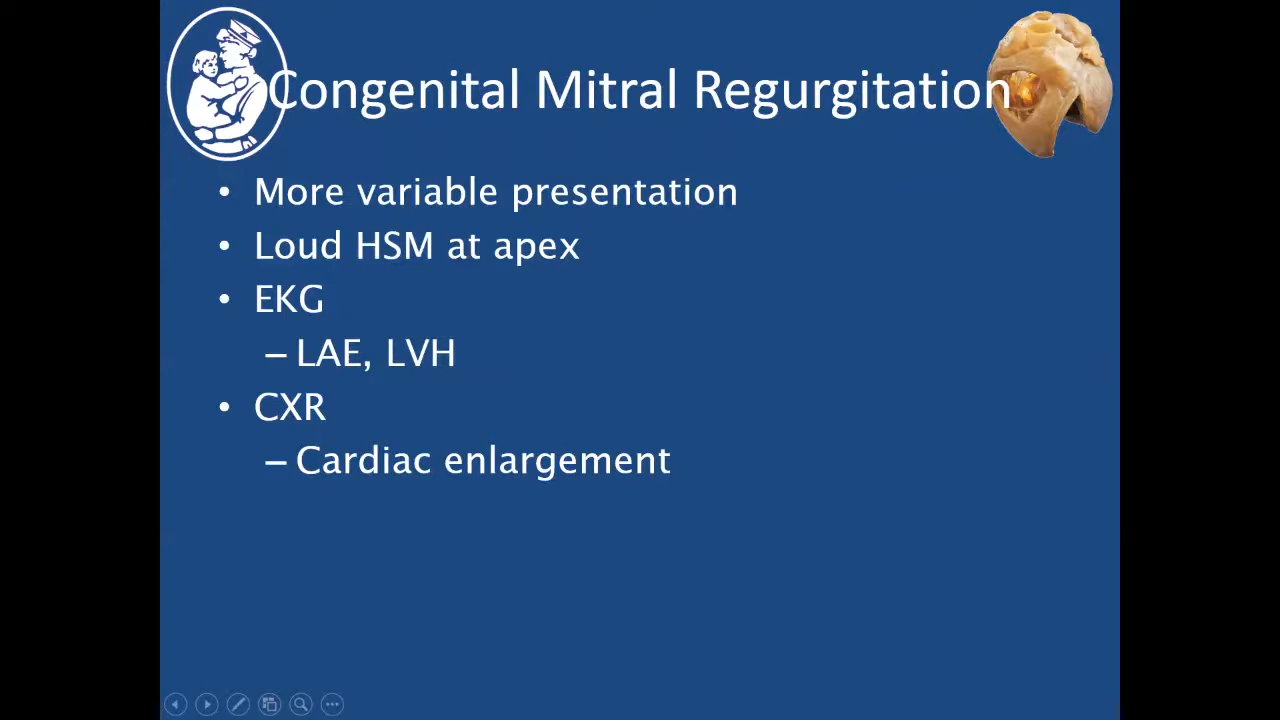 Congenital Mitral Regurgitation
• More variable presentation
• Loud HSM at apex
• EKG
– LAE, LVH
• CXR
– Cardiac enlargement